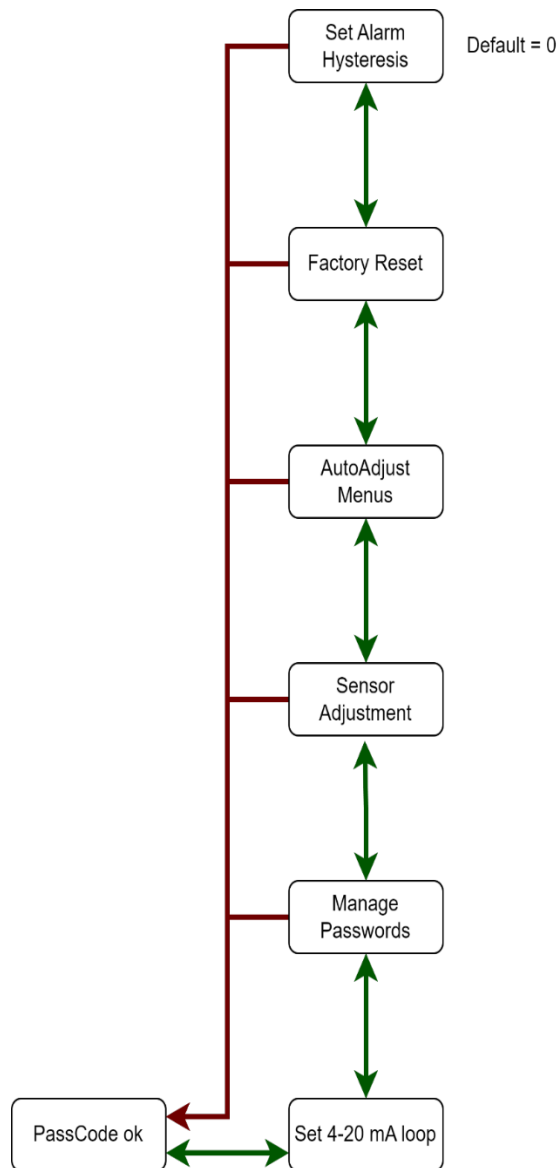 Set Alarm
Hysteresis
Default = 0
Factory Reset
AutoAdjust
Menus
Sensor
Adjustment
Manage
Passwords
PassCode ok
Set 4-20 mA loop